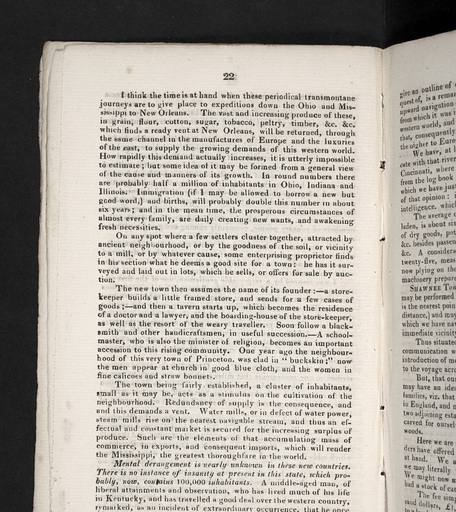 22
I think the time is at hand when these periodical transmontane
journeys are to give place to expeditions down the Ohio and Mis-
sissippi to New Orleans. The vast and increasing produce of these,
in grain, flour, cotton, sugar, tobacco, peltry, timber, &c. &c.
which finds a ready vent at New Orleans, will be returned, through
the same channel in the manufactures of Europe and the luxuries
of the east, to supply the growing demands of this western world.
How rapidly this demand actually increases, it is utterly impossible
to estimate; but some idea of it may be formed from a general view
of the cause and manners of its growth. In round numbers there
are probably half a million of inhabitants in Ohio, Indiana and
Illinois. Immigration (if I may be allowed to borrow a new but
good word,) and births, will probably double this number in about
six years; and in the mean time, the prosperous circumstances of
almost every family, are daily creating new wants, and awakening
fresh necessities.
On any spot where a few settlers cluster together, attracted by
ancient neighbourhood, or by the goodness of the soil, or vicinity
to a mill, or by whatever cause, some enterprising proprietor finds
in his section what he deems a good site for a town: he has it sur-
veyed and laid out in lots, which he sells, or offers for sale by auc-
tion.
The new town then assumes the name of its founder:—a store-
keeper builds a little framed store, and sends for a few cases of
goods;—and then a tavern starts up, which becomes the residence
of a doctor and a lawyer, and the boarding-house of the store-keeper,
as well as the resort of the weary traveller. Soon follow a black-
smith and other handicraftsmen, in useful succession.—A school-
master, who is also the minister of religion, becomes an important
accession to this rising community. One year ago the neighbour-
hood of this very town of Princeton, was clad in "buckskin;" now
the men appear at church in good blue cloth, and the women in
fine calicoes and straw bonnets.
The town being fairly established, a cluster of inhabitants,
small as it may be, acts as a stimulus on the cultivation of the
neighbourhood. Redundancy of supply is the consequence, and
and this demands a vent. Water mills, or in defect of water power,
steam mills rise on the nearest navigable stream, and thus an ef-
fectual and constant market is secured for the increasing surplus of
produce. Such are the elements of that accumulating mass of
commerce, in exports, and consequent imports, which will render
the Mississippi, the greatest thoroughfare in the world.
Mental derangement is nearly unknown in these new countries.
There is no instance of insanity at present in this state, which pro-
bably, now, contains 100,000 inhabitants. A middle-aged man, of
liberal attainments and observation, who has lived much of his life
in Kentucky, and has travelled a good deal over the western country,
remarked, as an incident of extraordinary occurrence, that he once
give an outline of
quest of, is a remar
upward navigation
from which it was t
western world, and
that, consequently
the higher to Eure
We have, at
cate with that river
Cincinnati, where
from the log bo
which we have just
of that opinion:
intelligence, which
The average c
laden, is about six
of dry goods, pot
&c. besides passen
&c. A consider
twenty-five, meas
now plying on the
machinery prepare
SHAWNEE TOW
may be performed
is the nearest poin
distance,) and may
which we have na
immediate vicinity
Thus situated
communication w
introduction of m
to the voyage acro
But, that ou
may have an idea
families, viz. that
in England, and n
two adjoining esta
carved for ourselv
woods.
Here we are
ders have offered
at hand. We a
we may literally
We might now m
had a stock of cat
The fee simp
sand dollars, £1,